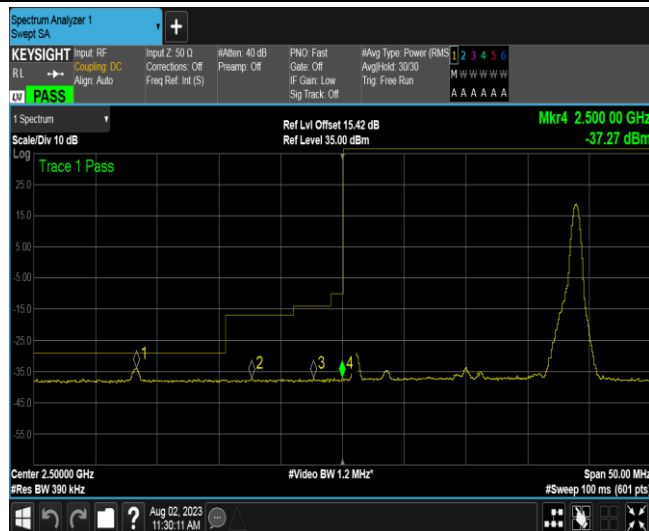 Spectrum Analyzer 1
Swept SA
+
KEYSIGHT
RL
LXI PASS
Input: RF
Coupling: DC
Align: Auto
Input Z: 50 Ω
Corrections: Off
Freq Ref: Int (S)
#Atten: 40 dB
Preamp: Off
PNO: Fast
Gate: Off
IF Gain: Low
Sig Track: Off
#Avg Type: Power (RMS
Avg|Hold: 30/30
Trig: Free Run
1 2 3 4 5 6
M W W W W W
A A A A A A
1 Spectrum
Scale/Div 10 dB
Ref Lvl Offset 15.42 dB
Ref Level 35.00 dBm
Mkr4 2.500 00 GHz
-37.27 dBm
Log
Trace 1 Pass
25.0
15.0
5.00
-5.00
-15.0
-25.0
-35.0
-45.0
-55.0
1
2
3
4
Center 2.50000 GHz
#Res BW 390 kHz
#Video BW 1.2 MHz*
Span 50.00 MHz
#Sweep 100 ms (601 pts)
?
Aug 02, 2023
11:30:11 AM